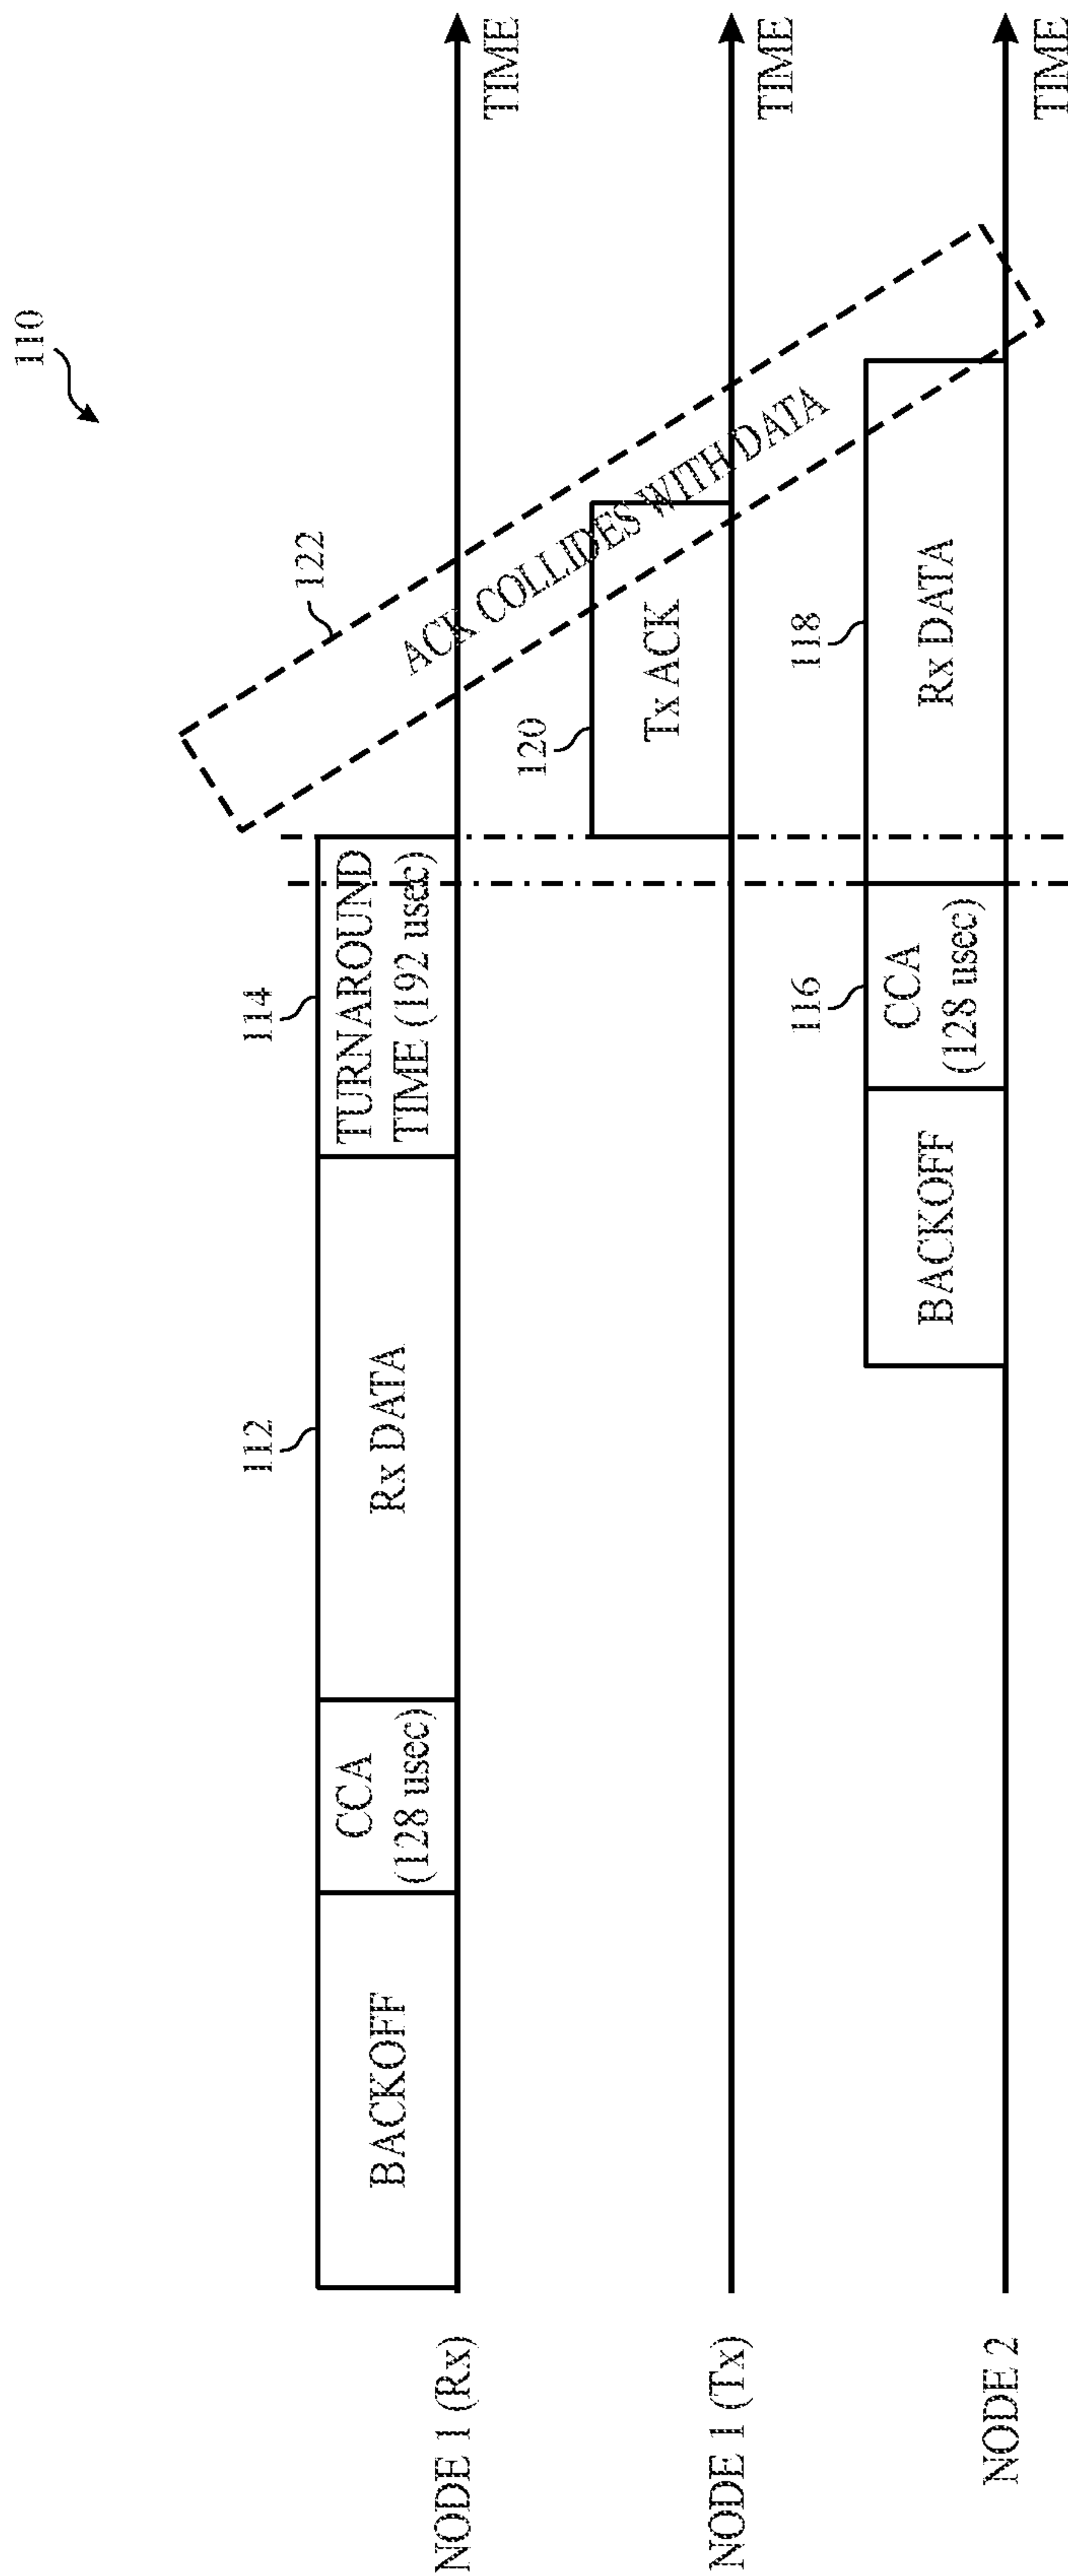 110
NODE 1 (Rx)
BACKOFF
CCA
(128 usec)
112
Rx DATA
114
TURNAROUND
TIME (192 usec)
122
ACK COLLIDES WITH DATA
TIME
NODE 1 (Tx)
120
Tx ACK
TIME
NODE 2
BACKOFF
116
CCA
(128 usec)
118
Rx DATA
TIME